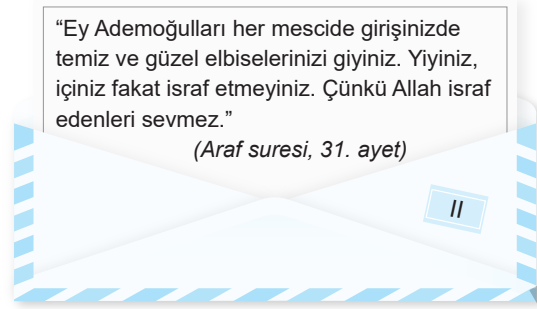 “Ey Ademoğulları her mescide girişinizde
temiz ve güzel elbiselerinizi giyiniz. Yiyiniz,
içiniz fakat israf etmeyiniz. Çünkü Allah israf
edenleri sevmez.”
(Araf suresi, 31. ayet)
II